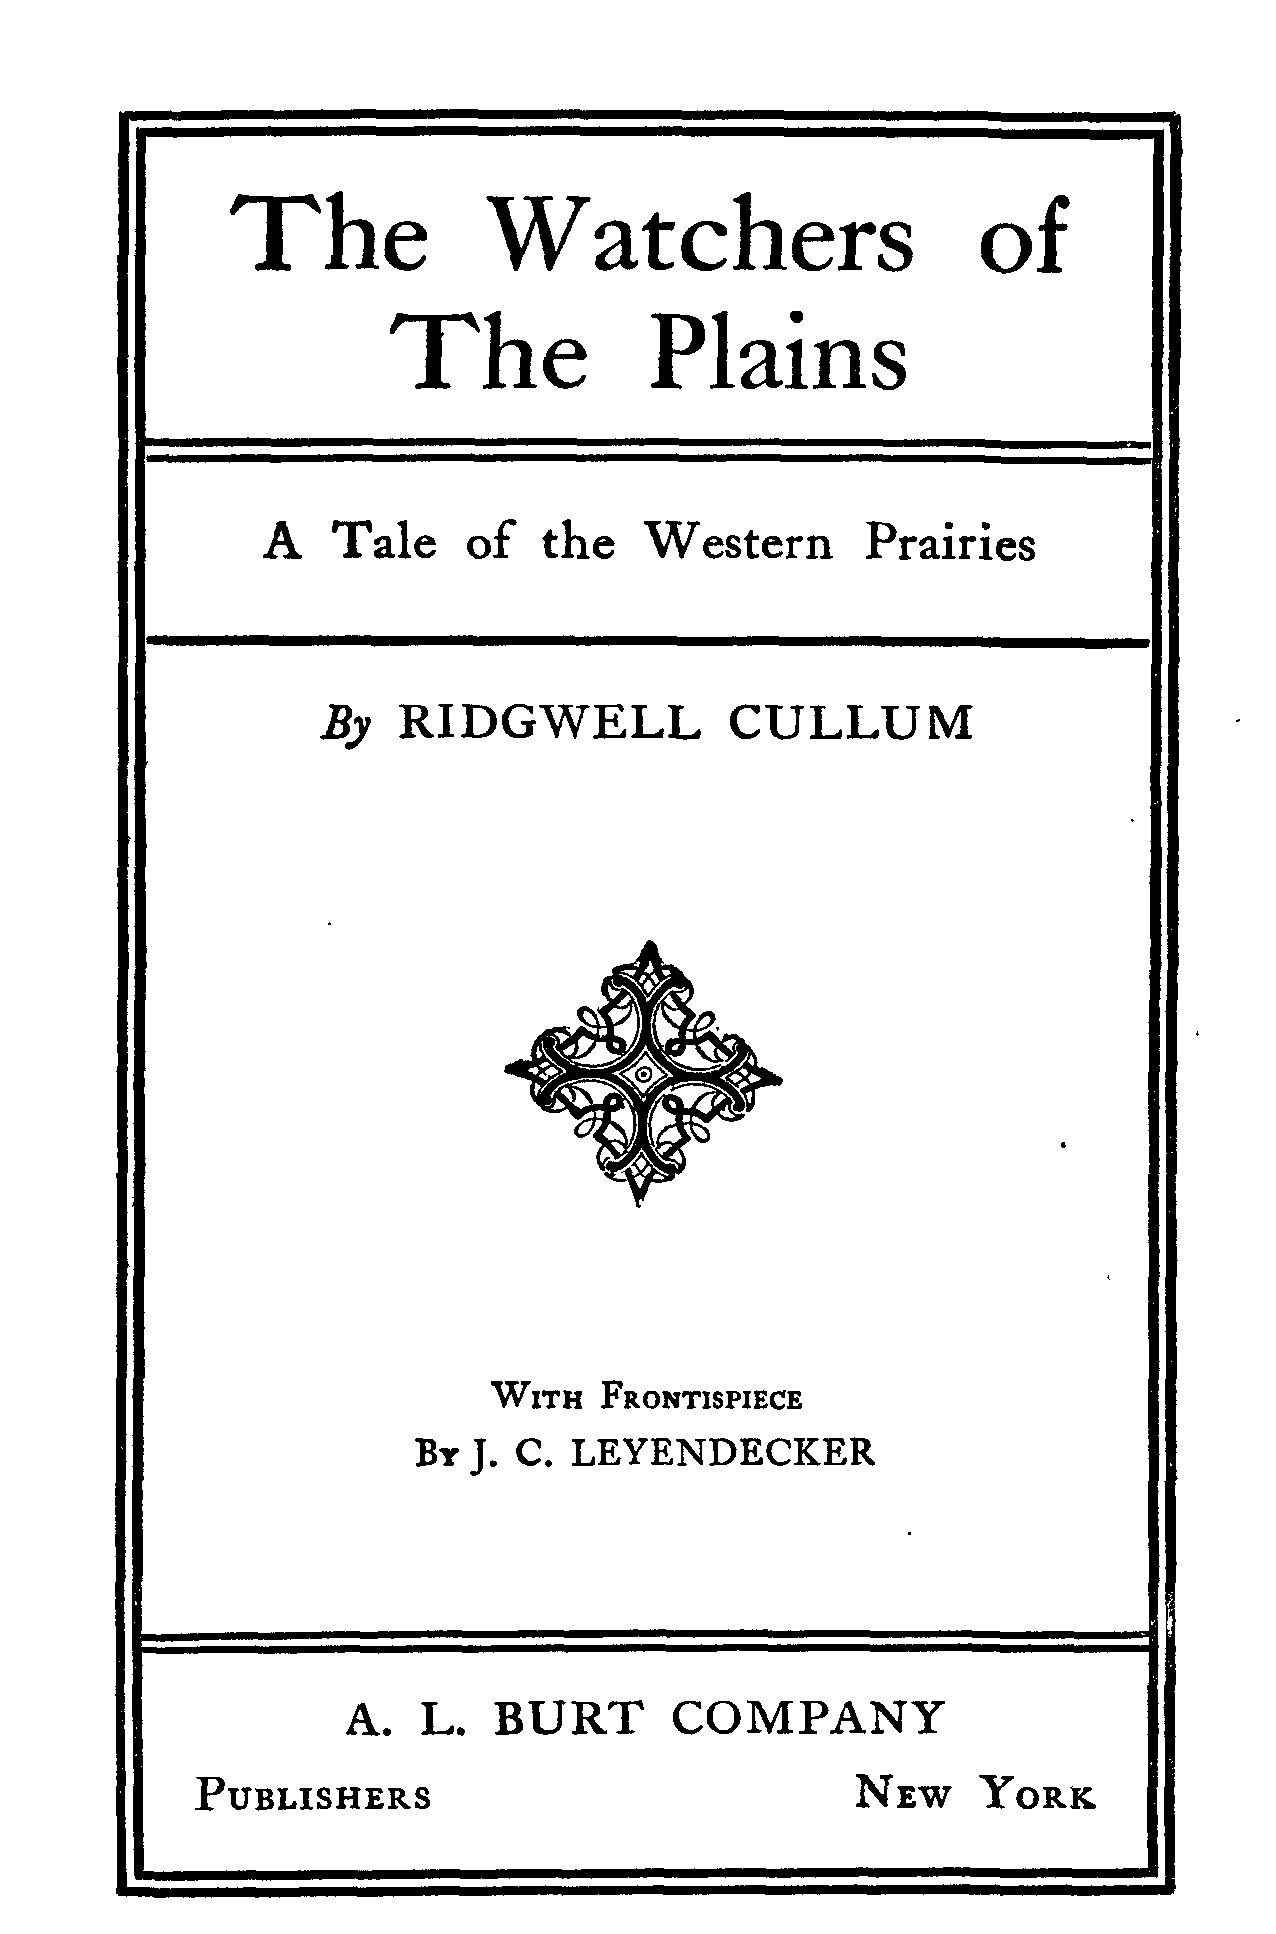 The Watchers of
The Plains
A Tale of the Western Prairies
By RIDGWELL CULLUM
WITH FRONTISPIECE
BY J. C. LEYENDECKER
A. L. BURT COMPANY
PUBLISHERS NEW YORK